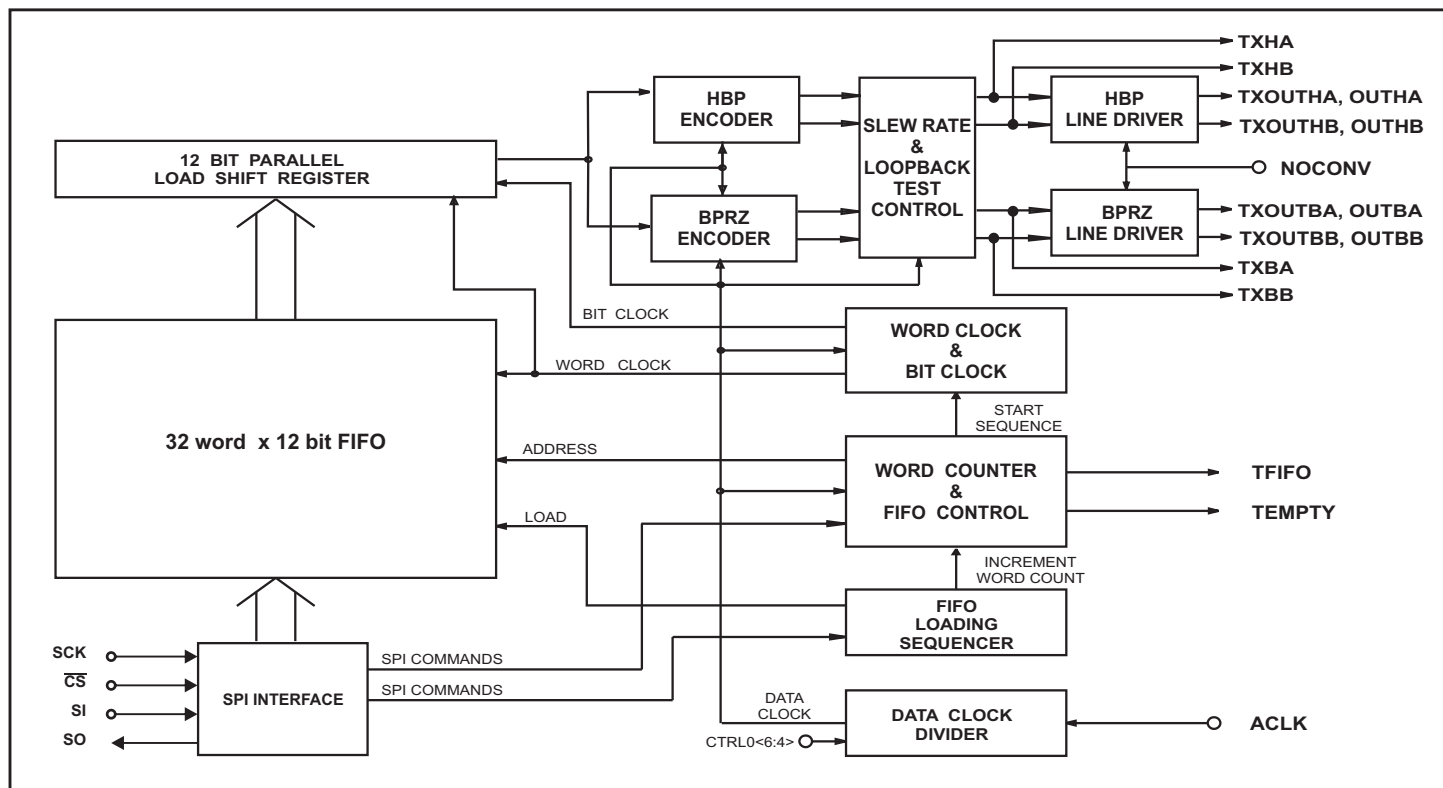 TXHA
TXHB
HBP
ENCODER
SLEW RATE
&
LOOPBACK
TEST
CONTROL
HBP
LINE DRIVER
TXOUTHA, OUTHA
TXOUTHB, OUTHB
12 BIT PARALLEL
LOAD SHIFT REGISTER
NOCONV
BPRZ
ENCODER
BPRZ
LINE DRIVER
TXOUTBA, OUTBA
TXOUTBB, OUTBB
TXBA
TXBB
BIT CLOCK
WORD CLOCK
&
BIT CLOCK
WORD CLOCK
START
SEQUENCE
32 word x 12 bit FIFO
ADDRESS
WORD COUNTER
&
FIFO CONTROL
TFIFO
TEMPTY
LOAD
INCREMENT
WORD COUNT
FIFO
LOADING
SEQUENCER
SCK
CS
SI
SO
SPI INTERFACE
SPI COMMANDS
SPI COMMANDS
DATA
CLOCK
DATA CLOCK
DIVIDER
ACLK
CTRL0<6:4>